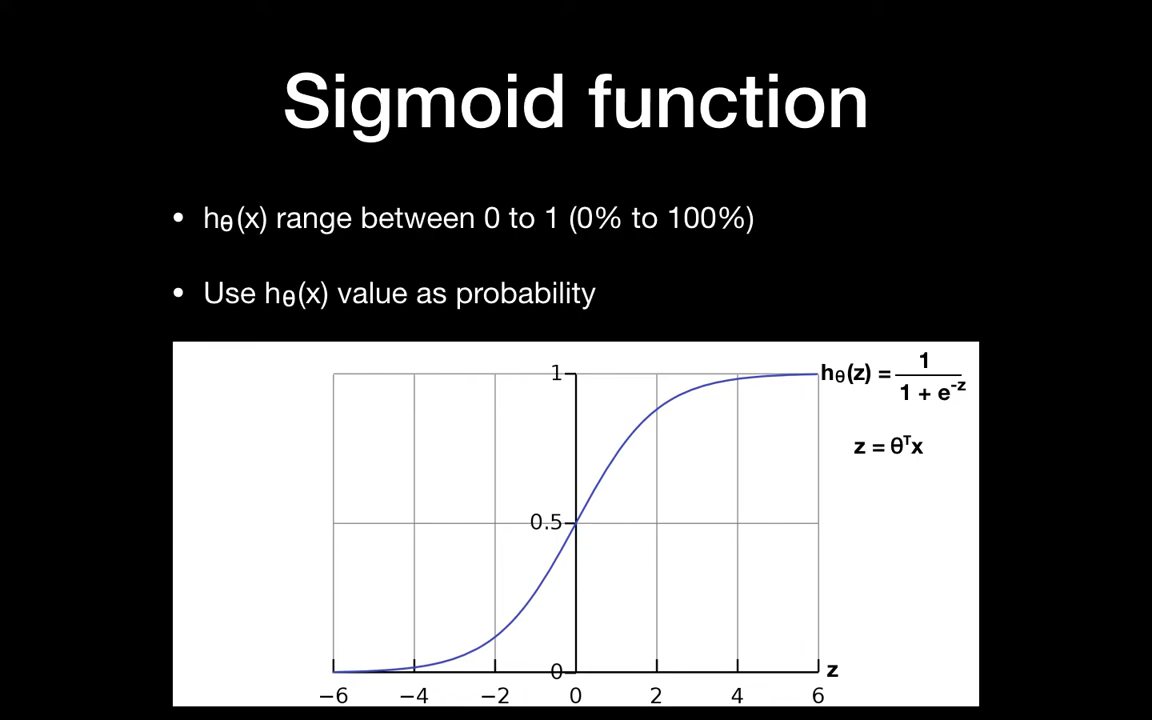 Sigmoid function
• hθ(x) range between 0 to 1 (0% to 100%)
• Use hθ(x) value as probability
1
hθ(z) = 1 / 1 + e^-z
z = θ^T x
0.5
0
z
−6 −4 −2 0 2 4 6